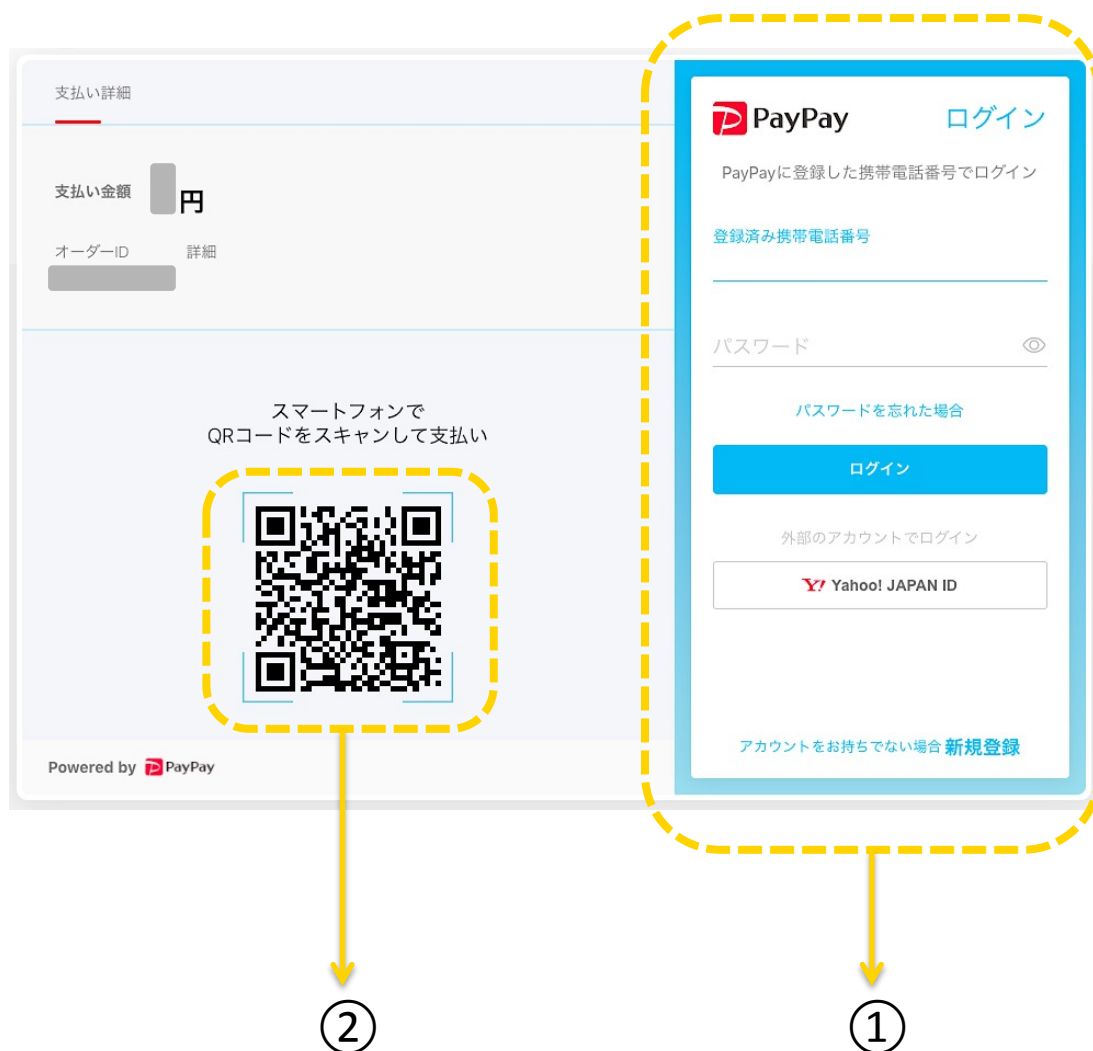 支払い詳細
支払い金額 円
オーダーID 詳細
スマートフォンで
QRコードをスキャンして支払い
Powered by PayPay
PayPay ログイン
PayPayに登録した携帯電話番号でログイン
登録済み携帯電話番号
パスワード
パスワードを忘れた場合
ログイン
外部のアカウントでログイン
Y! Yahoo! JAPAN ID
アカウントをお持ちでない場合 新規登録
② ①